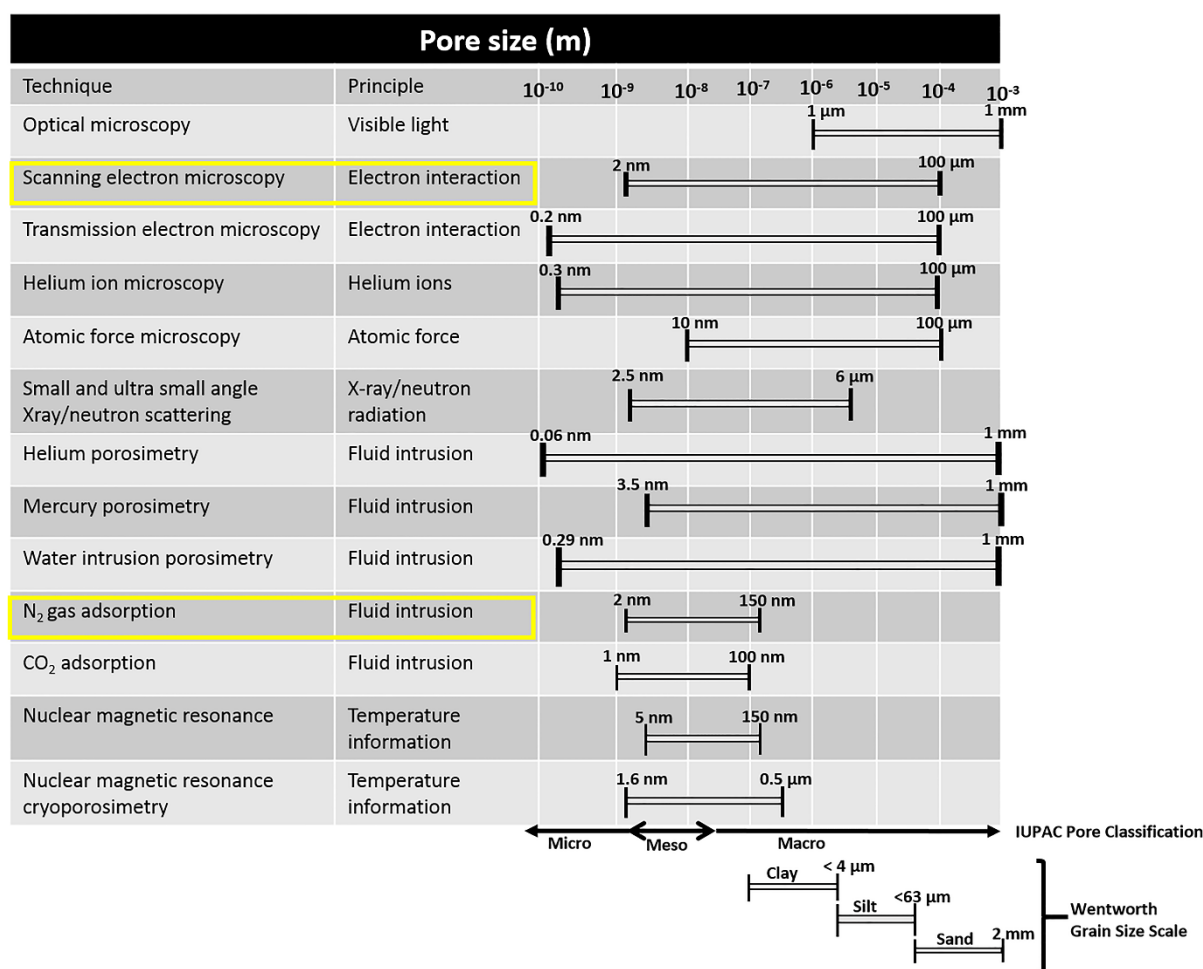 Pore size (m)
Technique Principle 10⁻¹⁰ 10⁻⁹ 10⁻⁸ 10⁻⁷ 10⁻⁶ 10⁻⁵ 10⁻⁴ 10⁻³
Optical microscopy Visible light 1 µm 1 mm
Scanning electron microscopy Electron interaction 2 nm 100 µm
Transmission electron microscopy Electron interaction 0.2 nm 100 µm
Helium ion microscopy Helium ions 0.3 nm 100 µm
Atomic force microscopy Atomic force 10 nm 100 µm
Small and ultra small angle X-ray/neutron 2.5 nm 6 µm
Xray/neutron scattering radiation
Helium porosimetry Fluid intrusion 0.06 nm 1 mm
Mercury porosimetry Fluid intrusion 3.5 nm 1 mm
Water intrusion porosimetry Fluid intrusion 0.29 nm 1 mm
N₂ gas adsorption Fluid intrusion 2 nm 150 nm
CO₂ adsorption Fluid intrusion 1 nm 100 nm
Nuclear magnetic resonance Temperature 5 nm 150 nm
information
Nuclear magnetic resonance Temperature 1.6 nm 0.5 µm
cryoporosimetry information
Micro Meso Macro IUPAC Pore Classification
Clay < 4 µm
Silt <63 µm
Sand 2 mm
Wentworth
Grain Size Scale